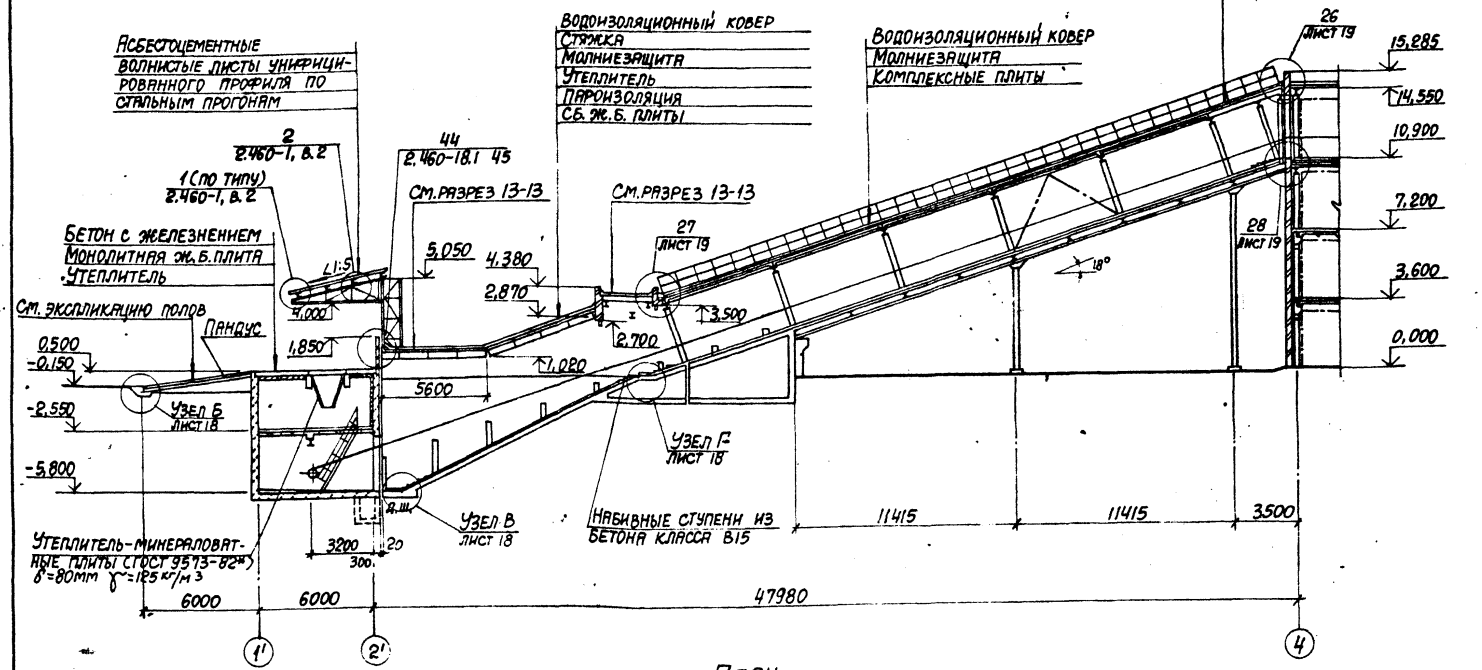 АСБЕСТОЦЕМЕНТНЫЕ
ВОЛНИСТЫЕ ЛИСТЫ УНИФИЦИ-
РОВАННОГО ПРОФИЛЯ ПО
СТАЛЬНЫМ ПРОГОНАМ
ВОДОИЗОЛЯЦИОННЫЙ КОВЕР
СТЯЖКА
МОЛНИЕЗАЩИТА
УТЕПЛИТЕЛЬ
ПАРОИЗОЛЯЦИЯ
СБ. Ж.Б. ПЛИТЫ
ВОДОИЗОЛЯЦИОННЫЙ КОВЕР
МОЛНИЕЗАЩИТА
КОМПЛЕКСНЫЕ ПЛИТЫ
26
ЛИСТ 19
15,285
14,550
10,900
7,200
3,600
0,000
2
2.460-1, В.2
44
2.460-18.1 45
1 (ПО ТИПУ)
2.460-1, В.2
СМ. РАЗРЕЗ 13-13
СМ. РАЗРЕЗ 13-13
27
ЛИСТ 19
28
ЛИСТ 19
БЕТОН С ЖЕЛЕЗНЕНИЕМ
МОНОЛИТНАЯ Ж.Б. ПЛИТА
УТЕПЛИТЕЛЬ
1:5
5,050
4,380
2,870
4,000
3,500
2,700
18°
СМ. ЭКСПЛИКАЦИЮ ПОЛОВ
ПАНДУС
0,500
-0,150
1,850
1,020
5600
-2,550
УЗЕЛ Б
ЛИСТ 18
УЗЕЛ Г
ЛИСТ 18
-5,800
Д.Ш.
УЗЕЛ В
ЛИСТ 18
НАБИВНЫЕ СТУПЕНИ ИЗ
БЕТОНА КЛАССА В15
11415
11415
3500
УТЕПЛИТЕЛЬ-МИНЕРАЛОВАТ-
НЫЕ ПЛИТЫ (ГОСТ 9573-82*)
δ=80ММ γ=125 КГ/М3
3200
20
300
6000
6000
47980
1'
2'
4
ПЛАН